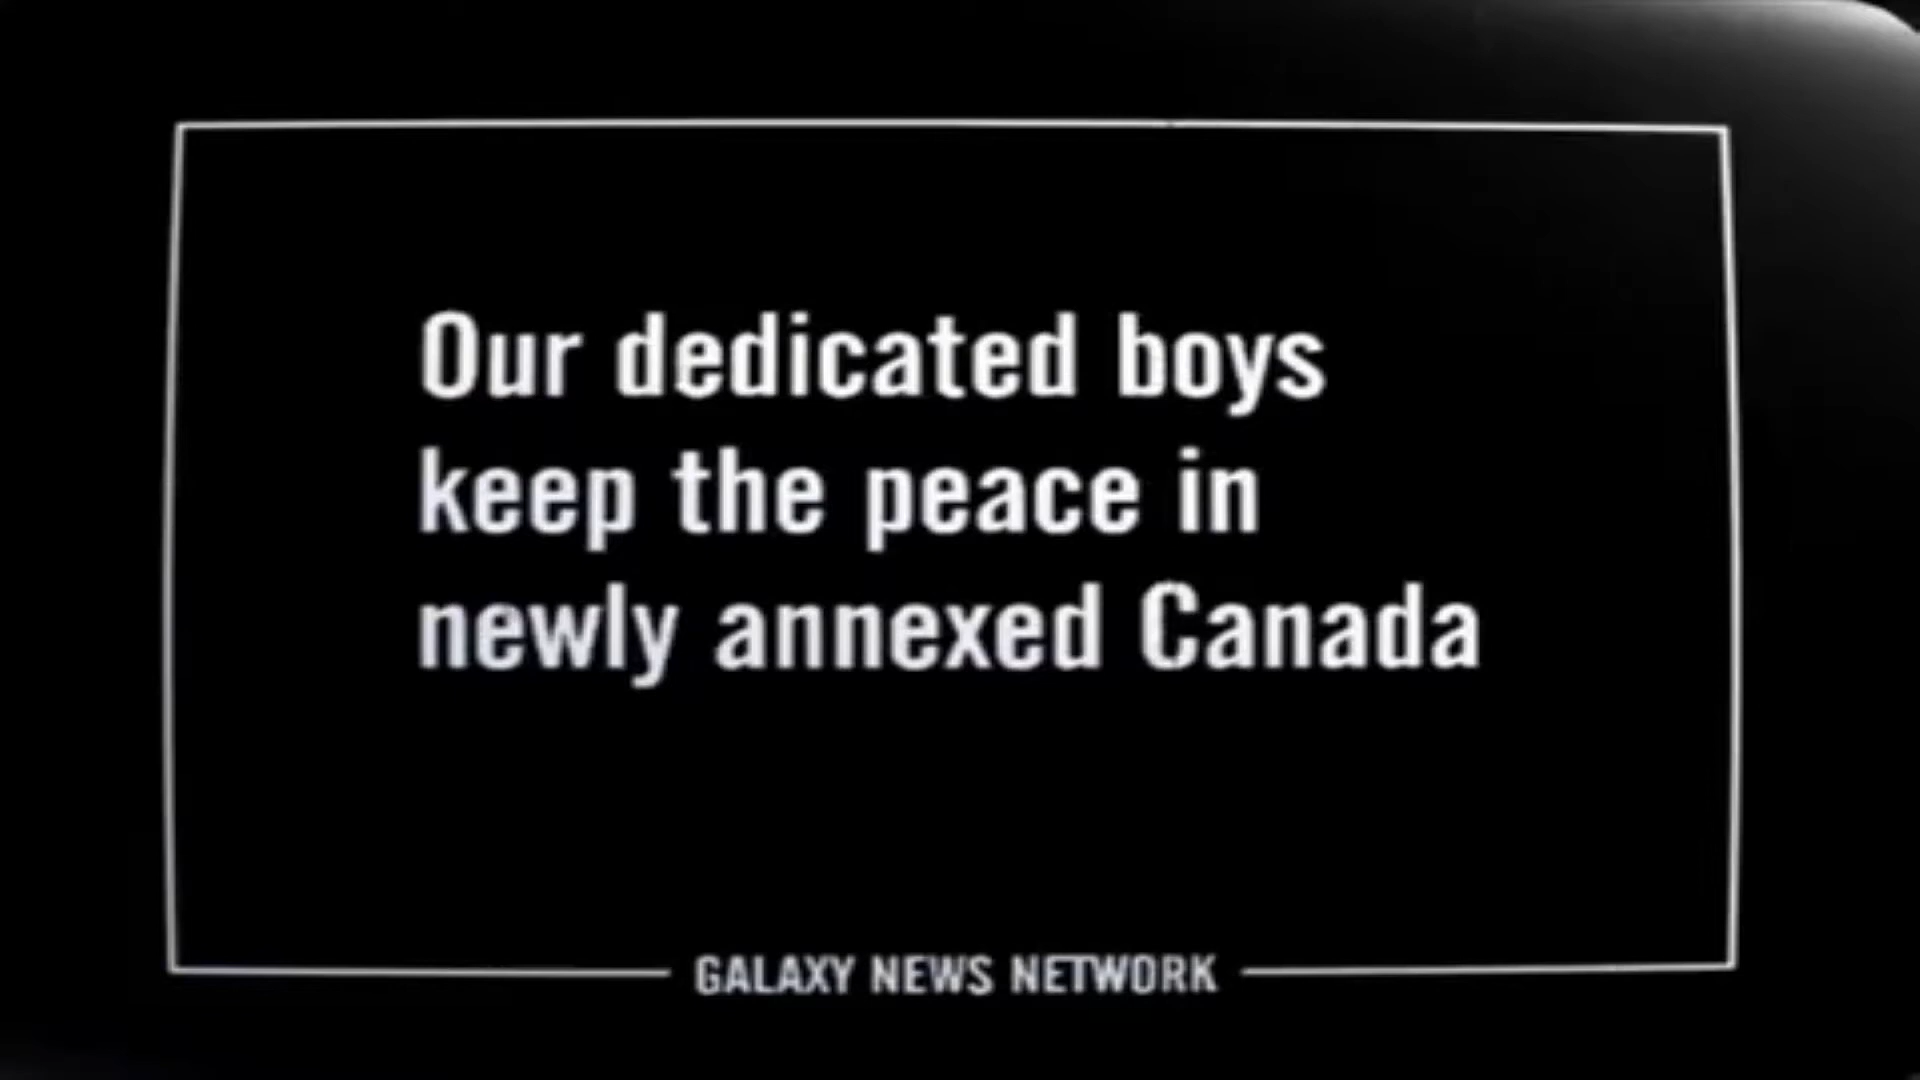 Our dedicated boys
keep the peace in
newly annexed Canada
GALAXY NEWS NETWORK